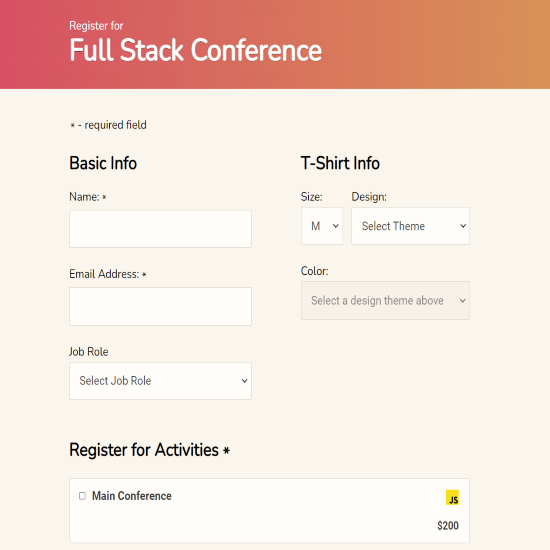 Register for
Full Stack Conference
* - required field
Basic Info
Name: *
Email Address: *
Job Role
Select Job Role
T-Shirt Info
Size:
Design:
M
Select Theme
Color:
Select a design theme above
Register for Activities *
Main Conference
JS
$200